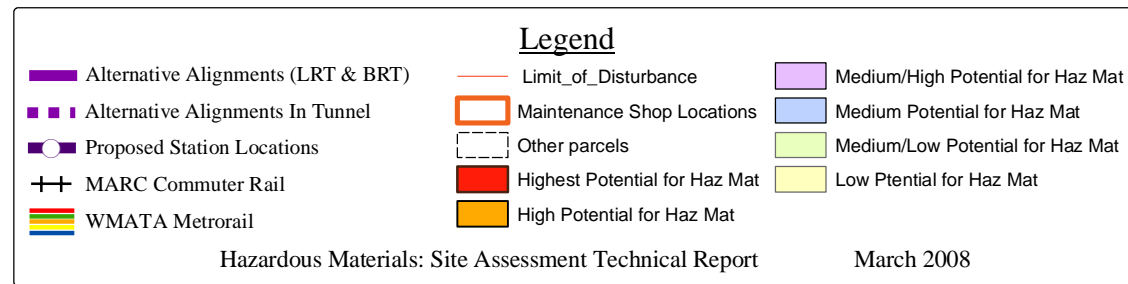 Legend
Alternative Alignments (LRT & BRT)
Alternative Alignments In Tunnel
Proposed Station Locations
MARC Commuter Rail
WMATA Metrorail
Limit_of_Disturbance
Maintenance Shop Locations
Other parcels
Highest Potential for Haz Mat
High Potential for Haz Mat
Medium/High Potential for Haz Mat
Medium Potential for Haz Mat
Medium/Low Potential for Haz Mat
Low Ptential for Haz Mat
Hazardous Materials: Site Assessment Technical Report March 2008